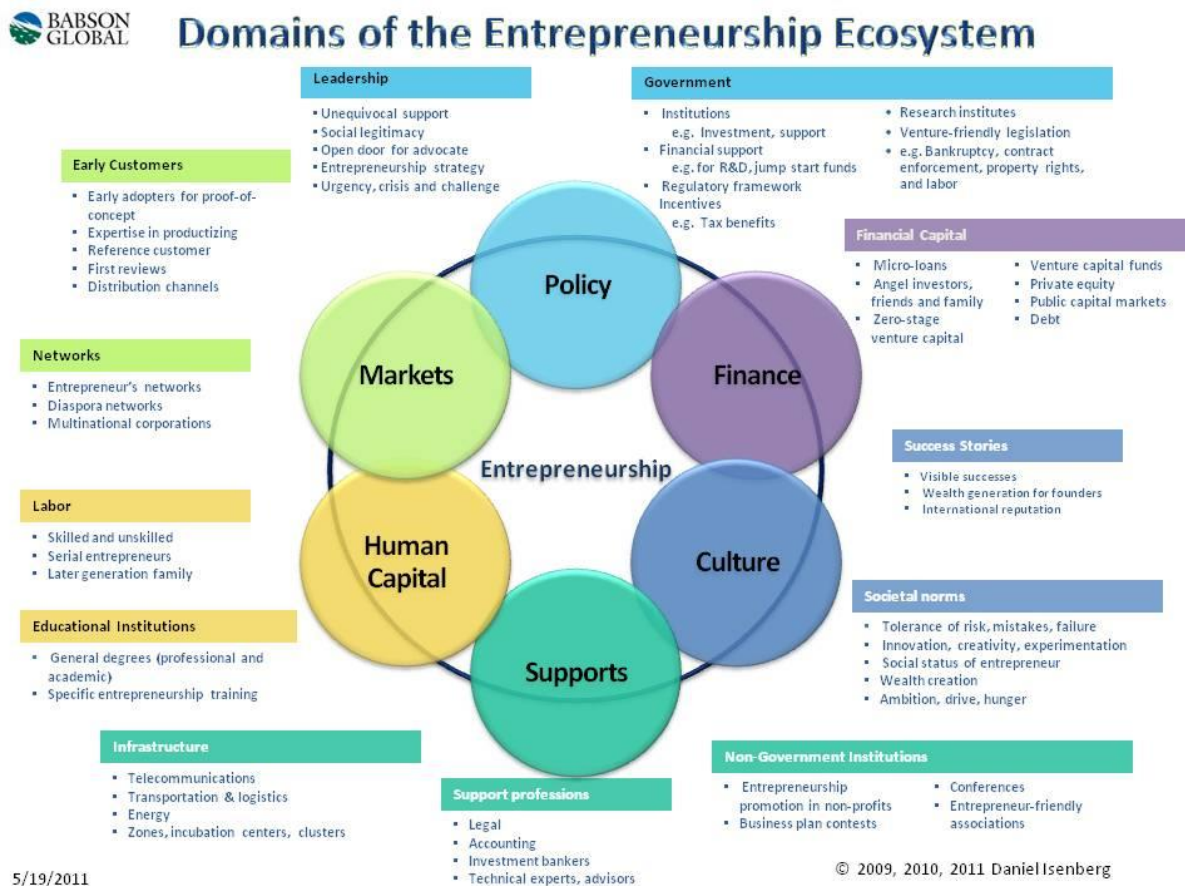 BABSON
GLOBAL
Domains of the Entrepreneurship Ecosystem
Leadership
▪ Unequivocal support
▪ Social legitimacy
▪ Open door for advocate
▪ Entrepreneurship strategy
▪ Urgency, crisis and challenge
Government
▪ Institutions
e.g. Investment, support
▪ Financial support
e.g. for R&D, jump start funds
▪ Regulatory framework
Incentives
e.g. Tax benefits
• Research institutes
• Venture-friendly legislation
• e.g. Bankruptcy, contract
enforcement, property rights,
and labor
Early Customers
▪ Early adopters for proof-of-
concept
▪ Expertise in productizing
▪ Reference customer
▪ First reviews
▪ Distribution channels
Financial Capital
▪ Micro-loans
▪ Angel investors,
friends and family
▪ Zero-stage
venture capital
▪ Venture capital funds
▪ Private equity
▪ Public capital markets
▪ Debt
Networks
▪ Entrepreneur's networks
▪ Diaspora networks
▪ Multinational corporations
Policy
Markets
Finance
Entrepreneurship
Human
Capital
Culture
Supports
Success Stories
▪ Visible successes
▪ Wealth generation for founders
▪ International reputation
Labor
▪ Skilled and unskilled
▪ Serial entrepreneurs
▪ Later generation family
Societal norms
▪ Tolerance of risk, mistakes, failure
▪ Innovation, creativity, experimentation
▪ Social status of entrepreneur
▪ Wealth creation
▪ Ambition, drive, hunger
Educational Institutions
▪ General degrees (professional and
academic)
▪ Specific entrepreneurship training
Infrastructure
▪ Telecommunications
▪ Transportation & logistics
▪ Energy
▪ Zones, incubation centers, clusters
Support professions
▪ Legal
▪ Accounting
▪ Investment bankers
▪ Technical experts, advisors
Non-Government Institutions
▪ Entrepreneurship
promotion in non-profits
▪ Business plan contests
▪ Conferences
▪ Entrepreneur-friendly
associations
5/19/2011
© 2009, 2010, 2011 Daniel Isenberg